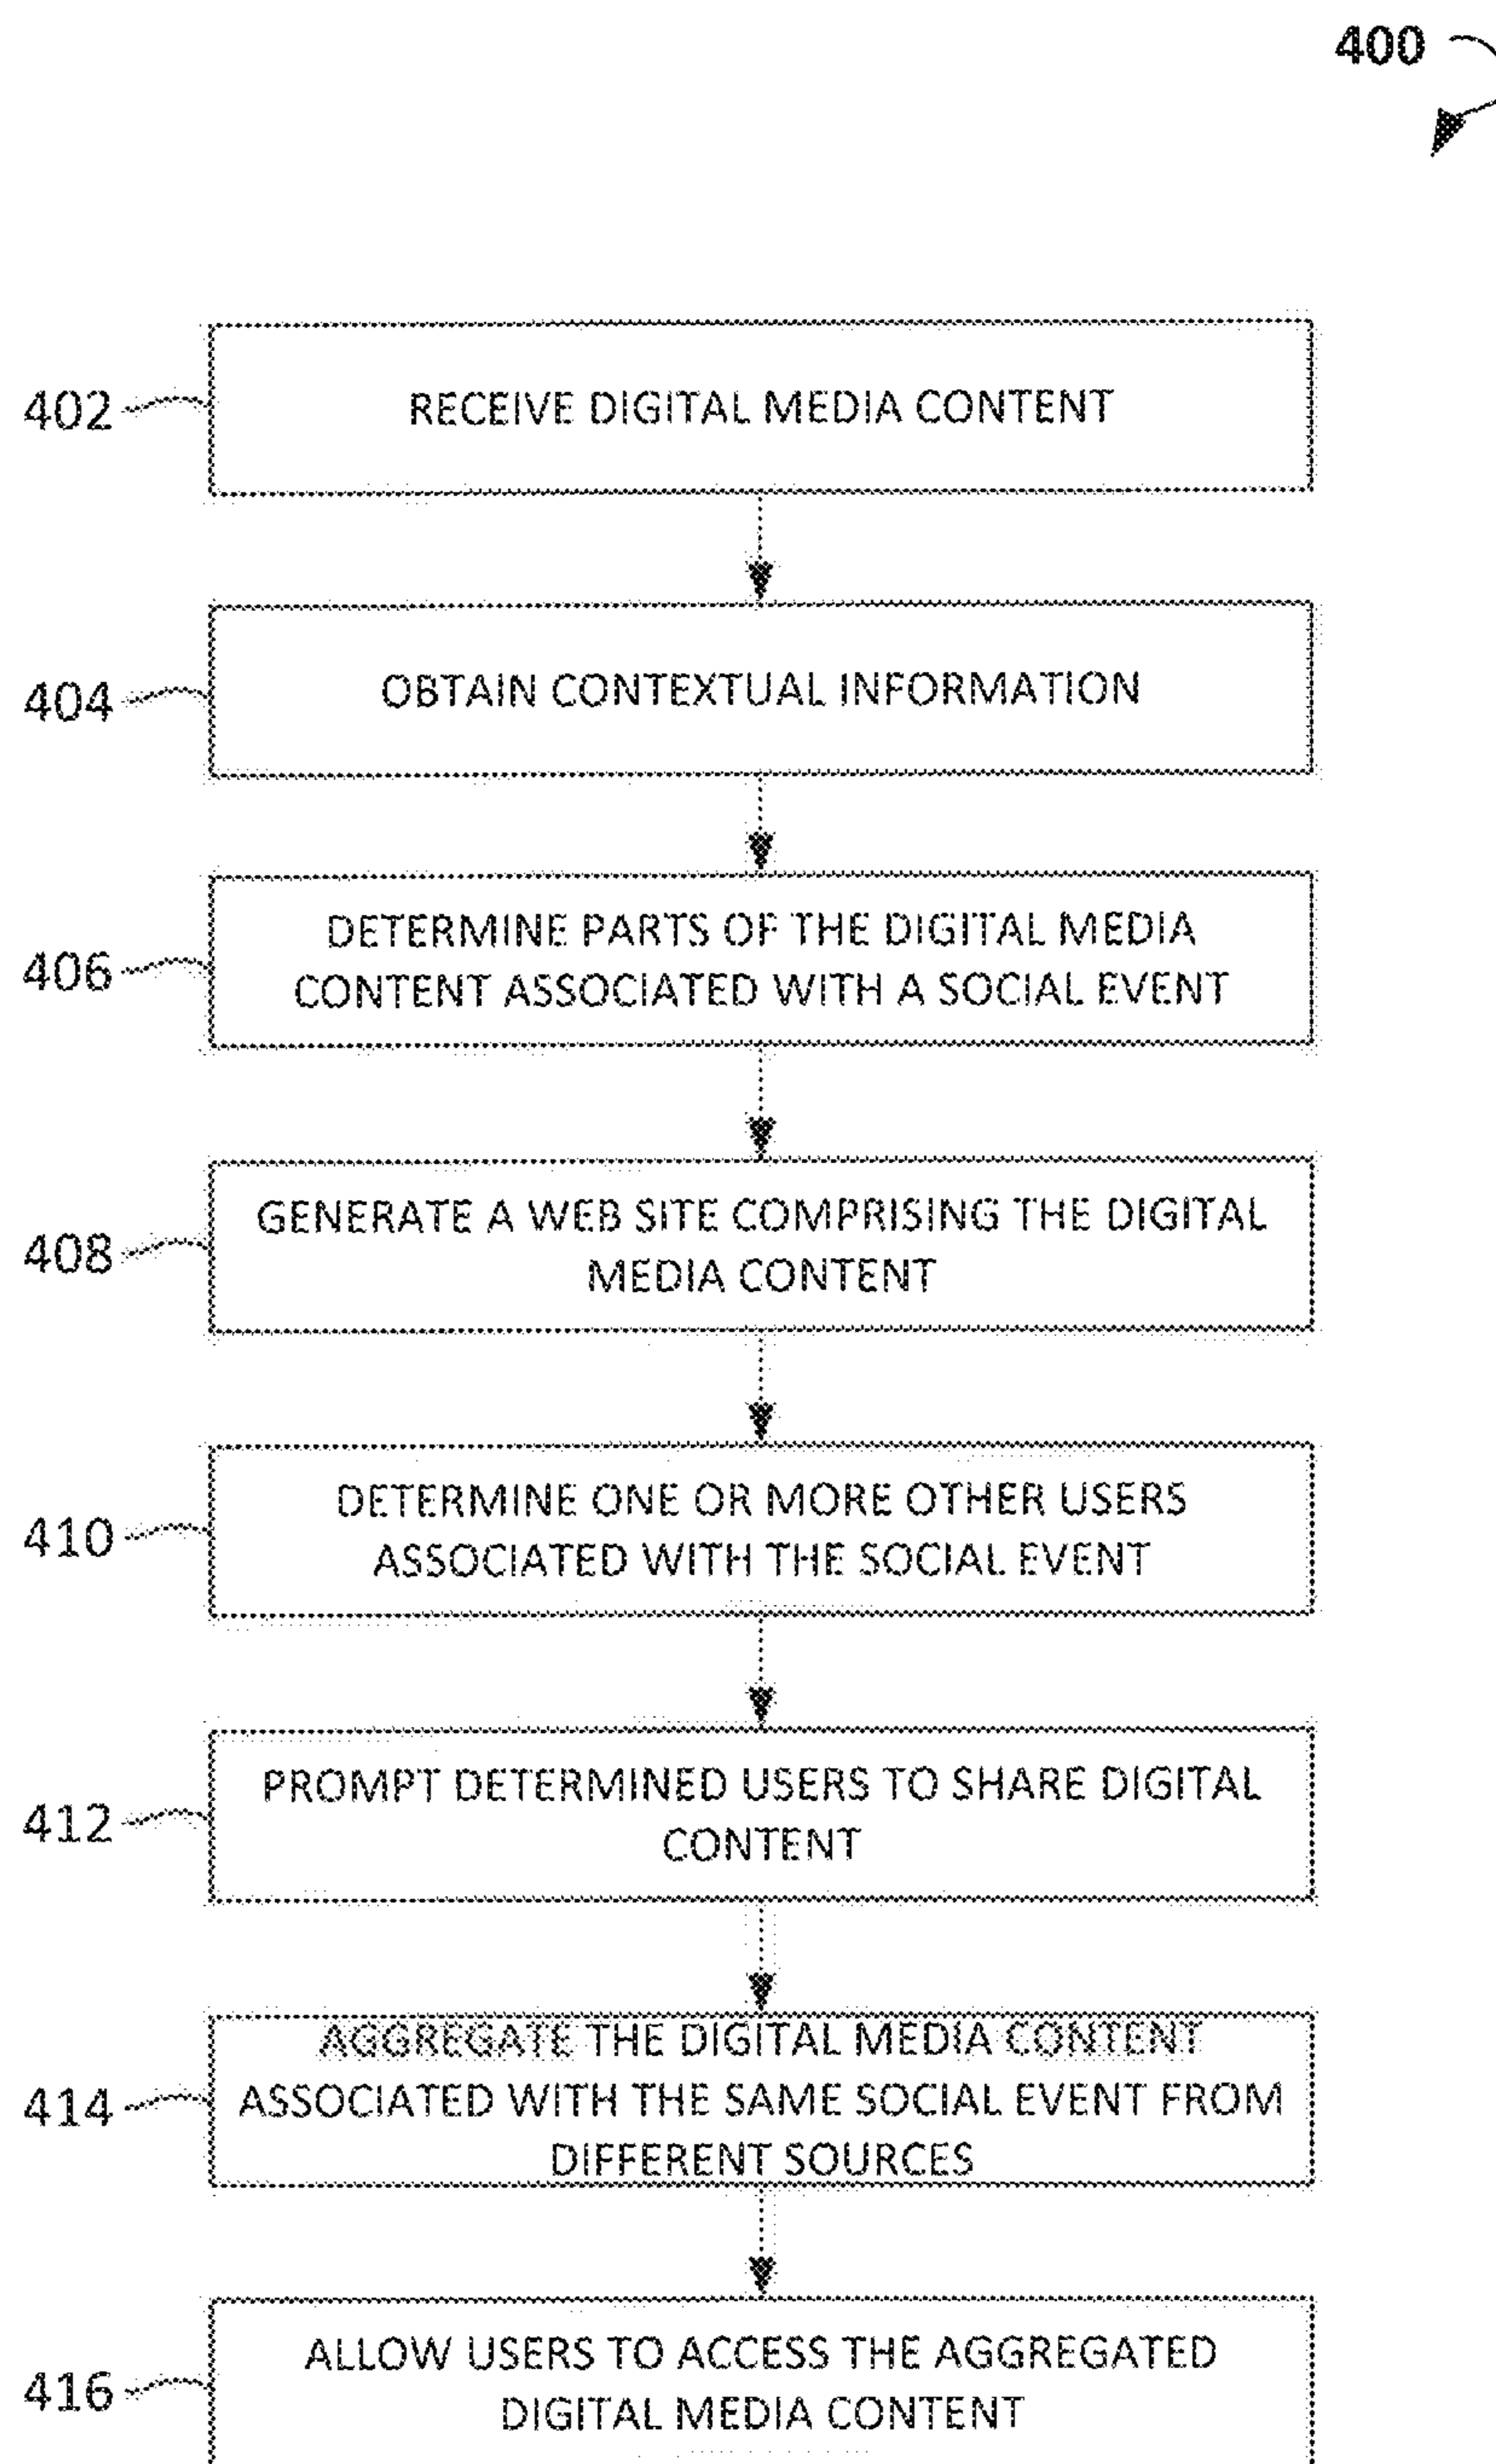 400
402
RECEIVE DIGITAL MEDIA CONTENT
404
OBTAIN CONTEXTUAL INFORMATION
406
DETERMINE PARTS OF THE DIGITAL MEDIA
CONTENT ASSOCIATED WITH A SOCIAL EVENT
408
GENERATE A WEB SITE COMPRISING THE DIGITAL
MEDIA CONTENT
410
DETERMINE ONE OR MORE OTHER USERS
ASSOCIATED WITH THE SOCIAL EVENT
412
PROMPT DETERMINED USERS TO SHARE DIGITAL
CONTENT
414
AGGREGATE THE DIGITAL MEDIA CONTENT
ASSOCIATED WITH THE SAME SOCIAL EVENT FROM
DIFFERENT SOURCES
416
ALLOW USERS TO ACCESS THE AGGREGATED
DIGITAL MEDIA CONTENT